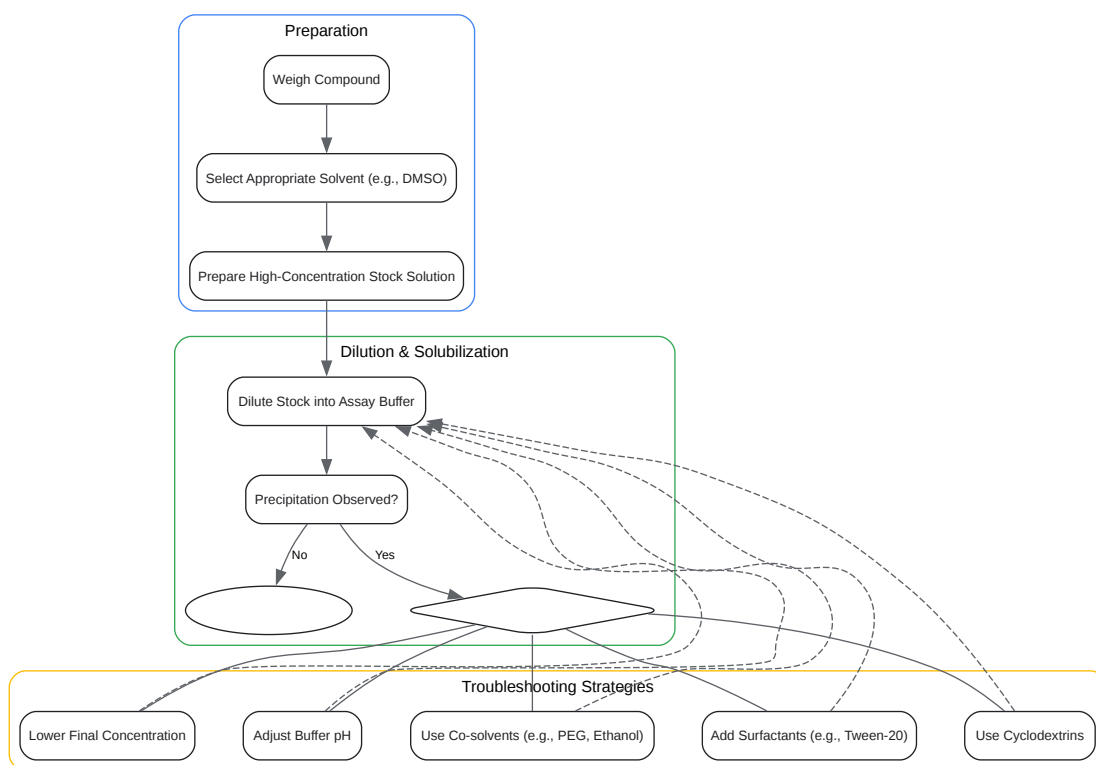 Preparation
Weigh Compound
Select Appropriate Solvent (e.g., DMSO)
Prepare High-Concentration Stock Solution
Dilution & Solubilization
Dilute Stock into Assay Buffer
Precipitation Observed?
No
Yes
Troubleshooting Strategies
Lower Final Concentration
Adjust Buffer pH
Use Co-solvents (e.g., PEG, Ethanol)
Add Surfactants (e.g., Tween-20)
Use Cyclodextrins